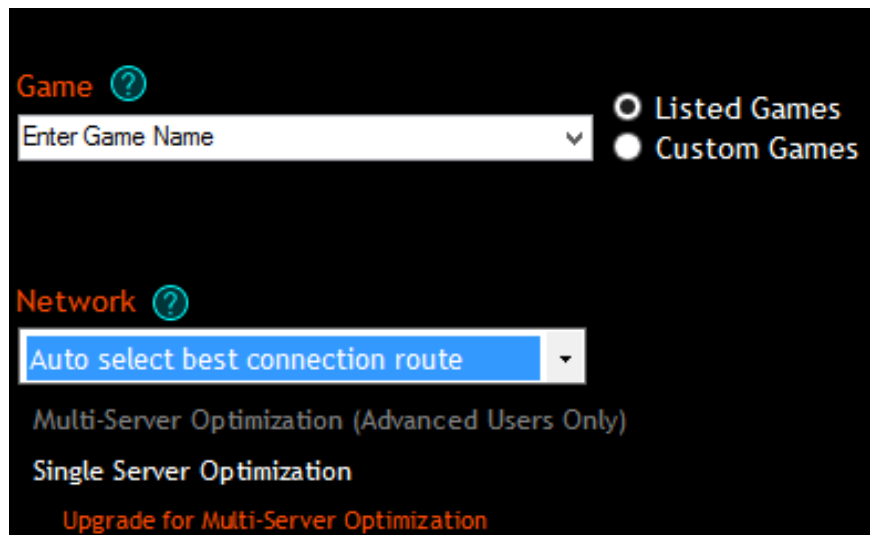 Game ?
Listed Games
Enter Game Name
Custom Games
Network ?
Auto select best connection route
Multi-Server Optimization (Advanced Users Only)
Single Server Optimization
Upgrade for Multi-Server Optimization